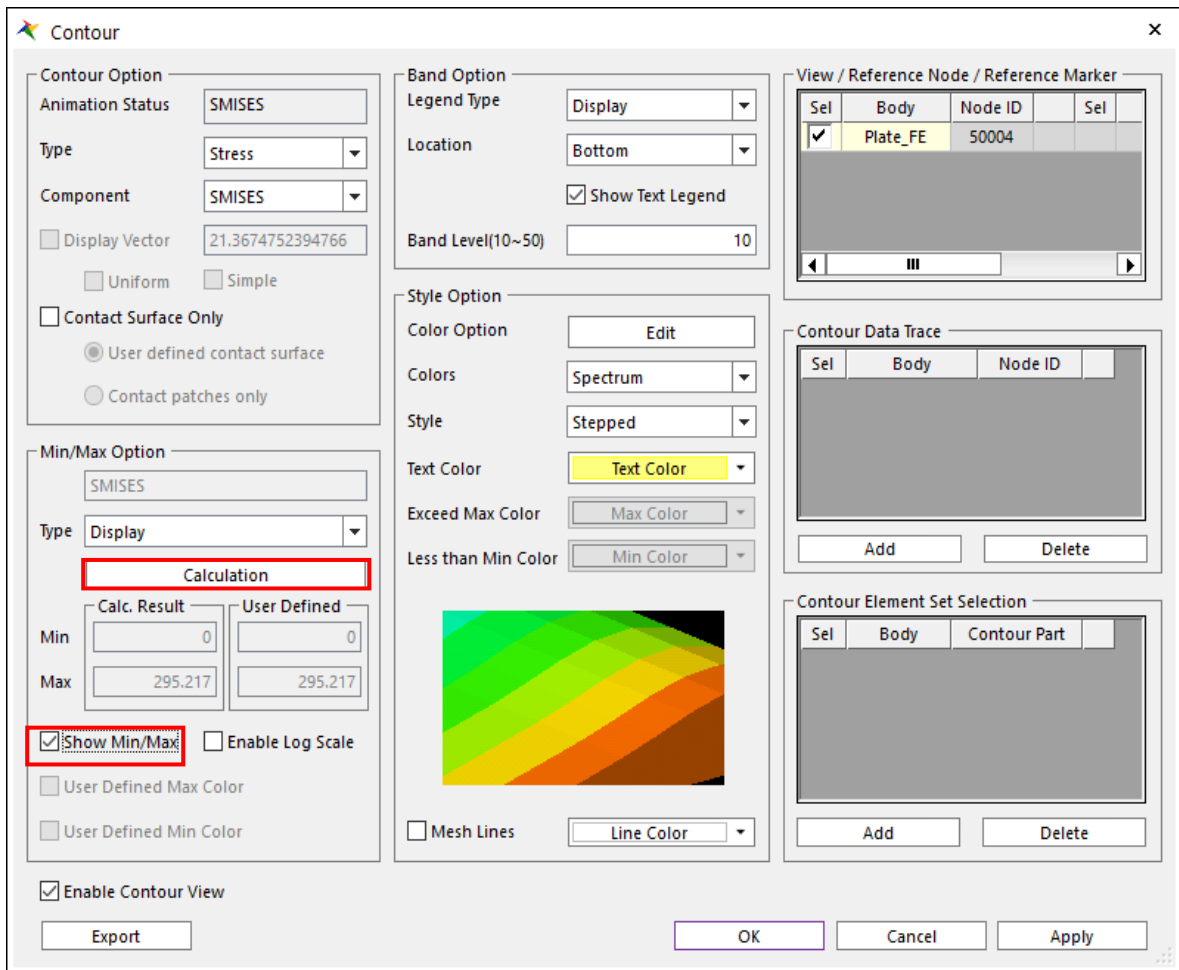 Contour
Contour Option
Animation Status SMISES
Type Stress
Component SMISES
Display Vector 21.3674752394766
Uniform Simple
Contact Surface Only
User defined contact surface
Contact patches only
Min/Max Option
SMISES
Type Display
Calculation
Calc. Result User Defined
Min 0 0
Max 295.217 295.217
Show Min/Max Enable Log Scale
User Defined Max Color
User Defined Min Color
Enable Contour View
Export
Band Option
Legend Type Display
Location Bottom
Show Text Legend
Band Level(10~50) 10
Style Option
Color Option Edit
Colors Spectrum
Style Stepped
Text Color Text Color
Exceed Max Color Max Color
Less than Min Color Min Color
Mesh Lines Line Color
View / Reference Node / Reference Marker
Sel Body Node ID Sel
Plate_FE 50004
Contour Data Trace
Sel Body Node ID
Add Delete
Contour Element Set Selection
Sel Body Contour Part
Add Delete
OK Cancel Apply